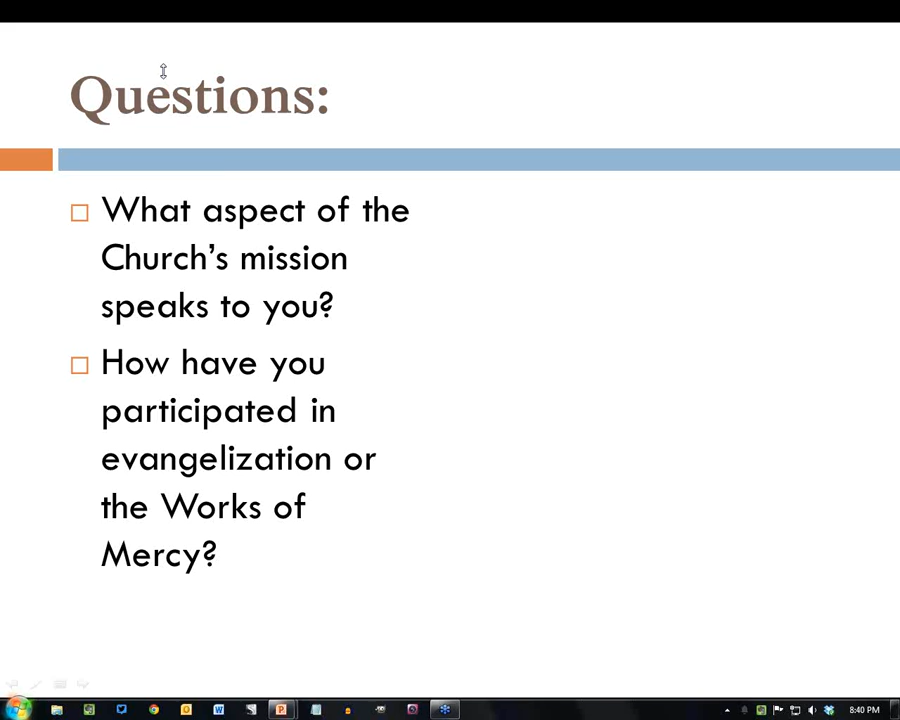 Questions:
What aspect of the
Church’s mission
speaks to you?
How have you
participated in
evangelization or
the Works of
Mercy?
8:40 PM